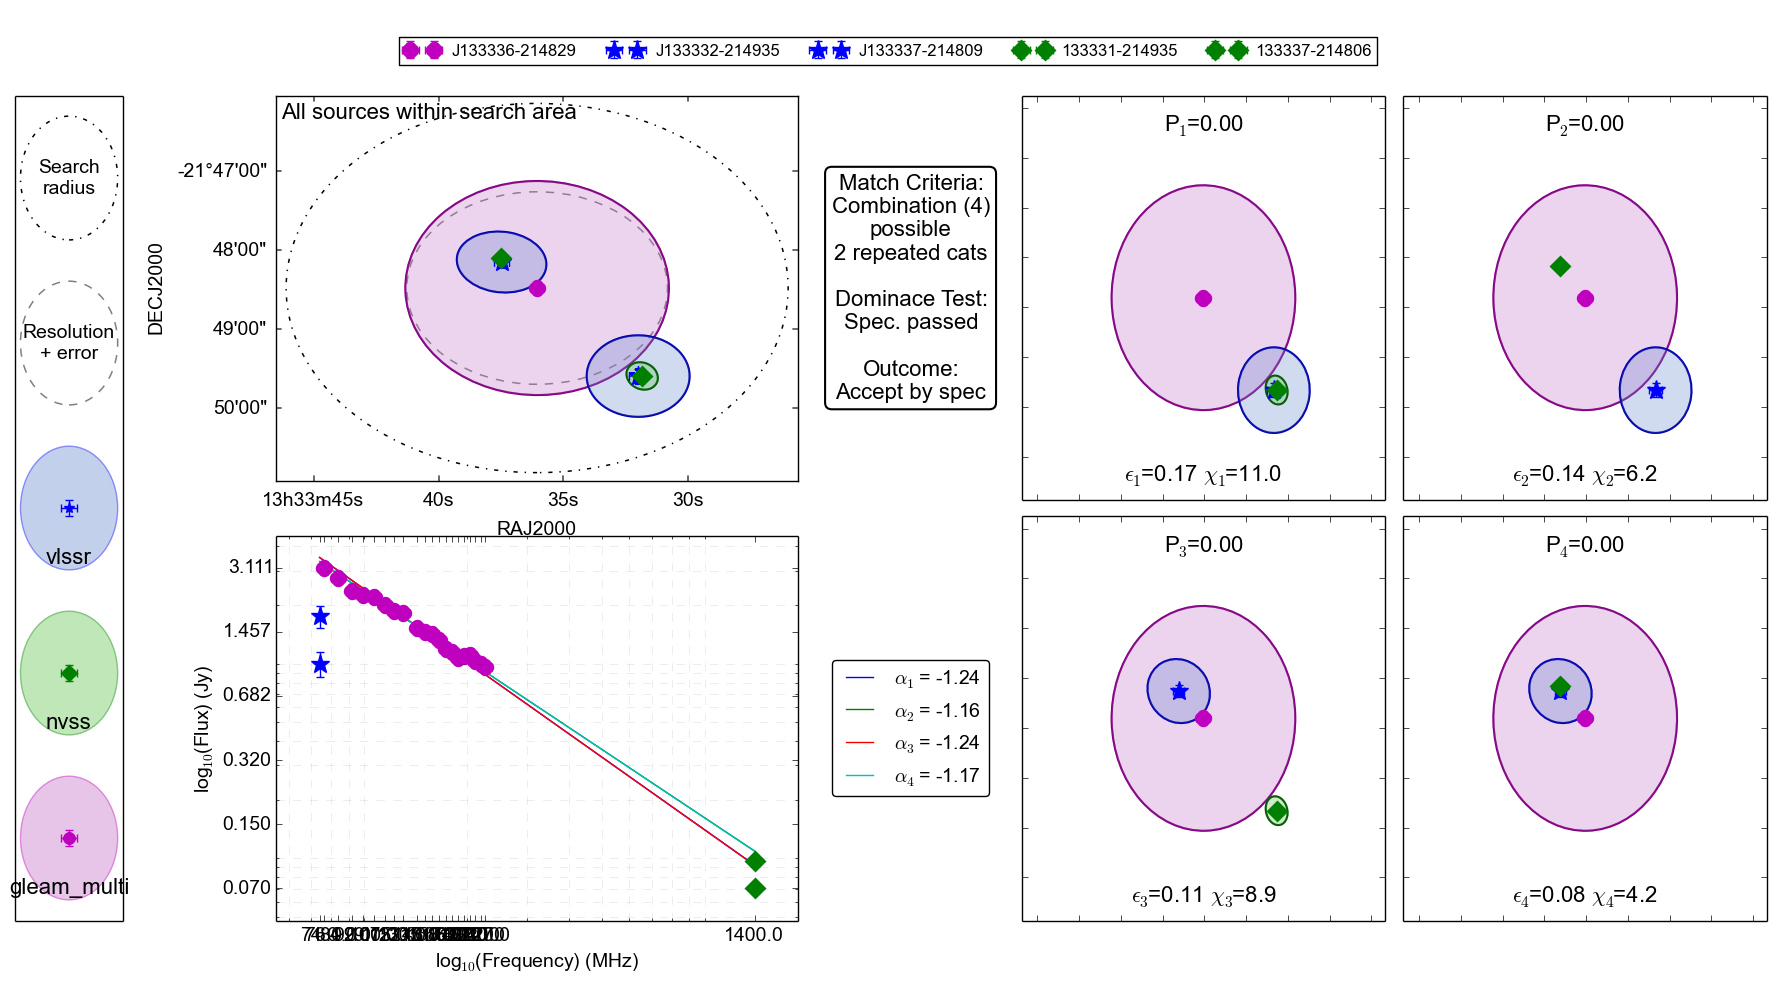 J133336-214829 J133332-214935 J133337-214809 133331-214935 133337-214806
Search
radius
Resolution
+ error
vlssr
nvss
gleam_multi
All sources within search area
DECJ2000
-21°47'00"
48'00"
49'00"
50'00"
13h33m45s 40s 35s 30s
RAJ2000
Match Criteria:
Combination (4)
possible
2 repeated cats
Dominace Test:
Spec. passed
Outcome:
Accept by spec
P1=0.00
ϵ1=0.17 χ1=11.0
P2=0.00
ϵ2=0.14 χ2=6.2
log10(Flux) (Jy)
3.111
1.457
0.682
0.320
0.150
0.070
1400.0
log10(Frequency) (MHz)
α1 = -1.24
α2 = -1.16
α3 = -1.24
α4 = -1.17
P3=0.00
ϵ3=0.11 χ3=8.9
P4=0.00
ϵ4=0.08 χ4=4.2